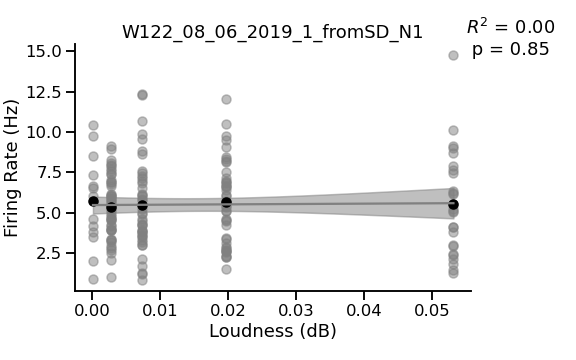 W122_08_06_2019_1_fromSD_N1
R² = 0.00
p = 0.85
Firing Rate (Hz)
15.0
12.5
10.0
7.5
5.0
2.5
0.00 0.01 0.02 0.03 0.04 0.05
Loudness (dB)